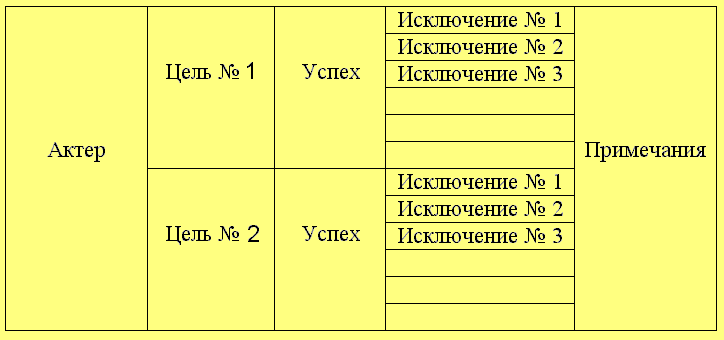 Актер
Цель № 1
Успех
Исключение № 1
Исключение № 2
Исключение № 3
Цель № 2
Успех
Исключение № 1
Исключение № 2
Исключение № 3
Примечания